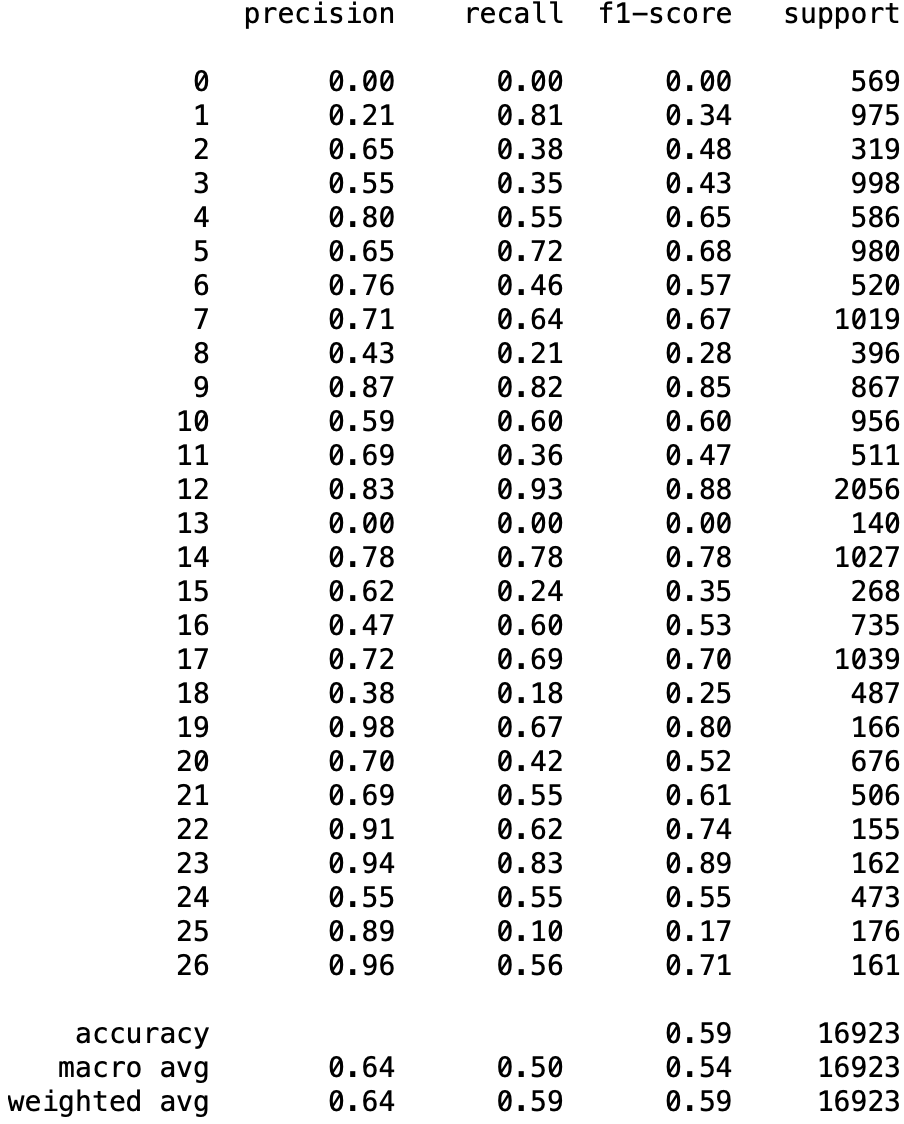 precision recall f1-score support
0 0.00 0.00 0.00 569
1 0.21 0.81 0.34 975
2 0.65 0.38 0.48 319
3 0.55 0.35 0.43 998
4 0.80 0.55 0.65 586
5 0.65 0.72 0.68 980
6 0.76 0.46 0.57 520
7 0.71 0.64 0.67 1019
8 0.43 0.21 0.28 396
9 0.87 0.82 0.85 867
10 0.59 0.60 0.60 956
11 0.69 0.36 0.47 511
12 0.83 0.93 0.88 2056
13 0.00 0.00 0.00 140
14 0.78 0.78 0.78 1027
15 0.62 0.24 0.35 268
16 0.47 0.60 0.53 735
17 0.72 0.69 0.70 1039
18 0.38 0.18 0.25 487
19 0.98 0.67 0.80 166
20 0.70 0.42 0.52 676
21 0.69 0.55 0.61 506
22 0.91 0.62 0.74 155
23 0.94 0.83 0.89 162
24 0.55 0.55 0.55 473
25 0.89 0.10 0.17 176
26 0.96 0.56 0.71 161
accuracy 0.59 16923
macro avg 0.64 0.50 0.54 16923
weighted avg 0.64 0.59 0.59 16923